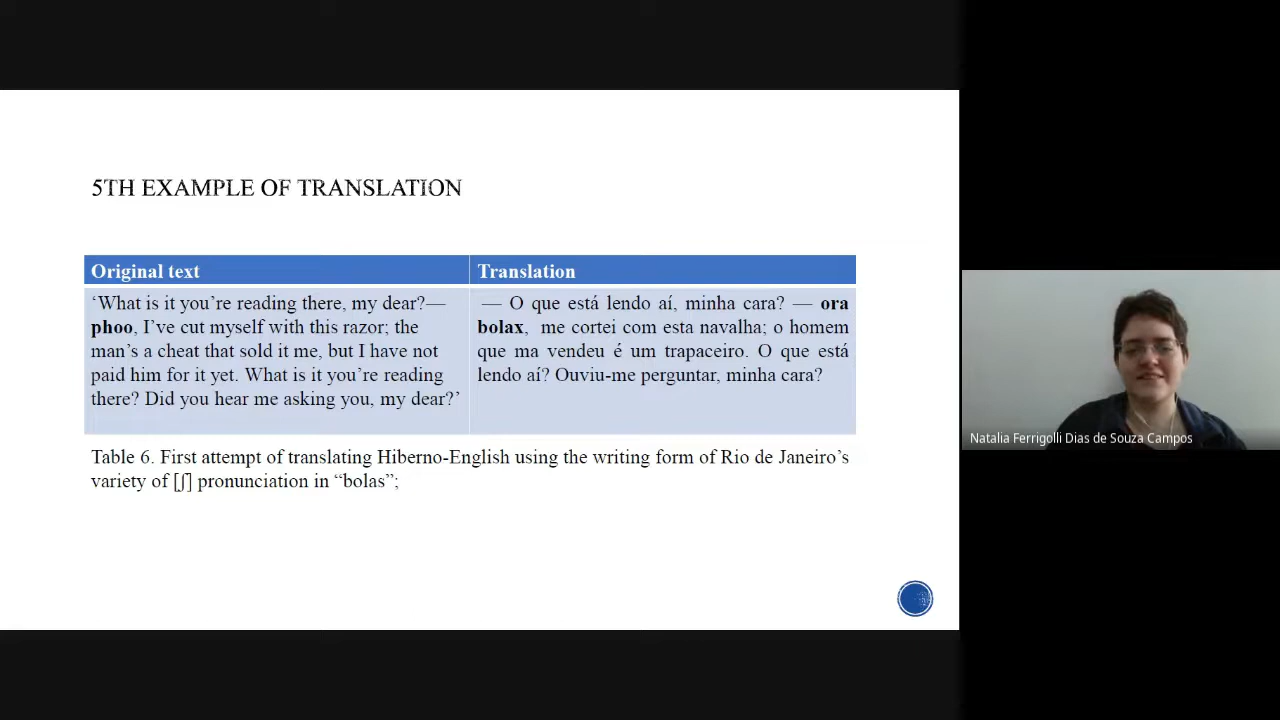 5TH EXAMPLE OF TRANSLATION
Original text
‘What is it you’re reading there, my dear?—
phoo, I’ve cut myself with this razor; the
man’s a cheat that sold it me, but I have not
paid him for it yet. What is it you’re reading
there? Did you hear me asking you, my dear?’
Translation
— O que está lendo aí, minha cara? — ora
bolax, me cortei com esta navalha; o homem
que ma vendeu é um trapaceiro. O que está
lendo aí? Ouviu-me perguntar, minha cara?
Table 6. First attempt of translating Hiberno-English using the writing form of Rio de Janeiro’s
variety of [ʃ] pronunciation in “bolas”;
Natalia Ferrigolli Dias de Souza Campos